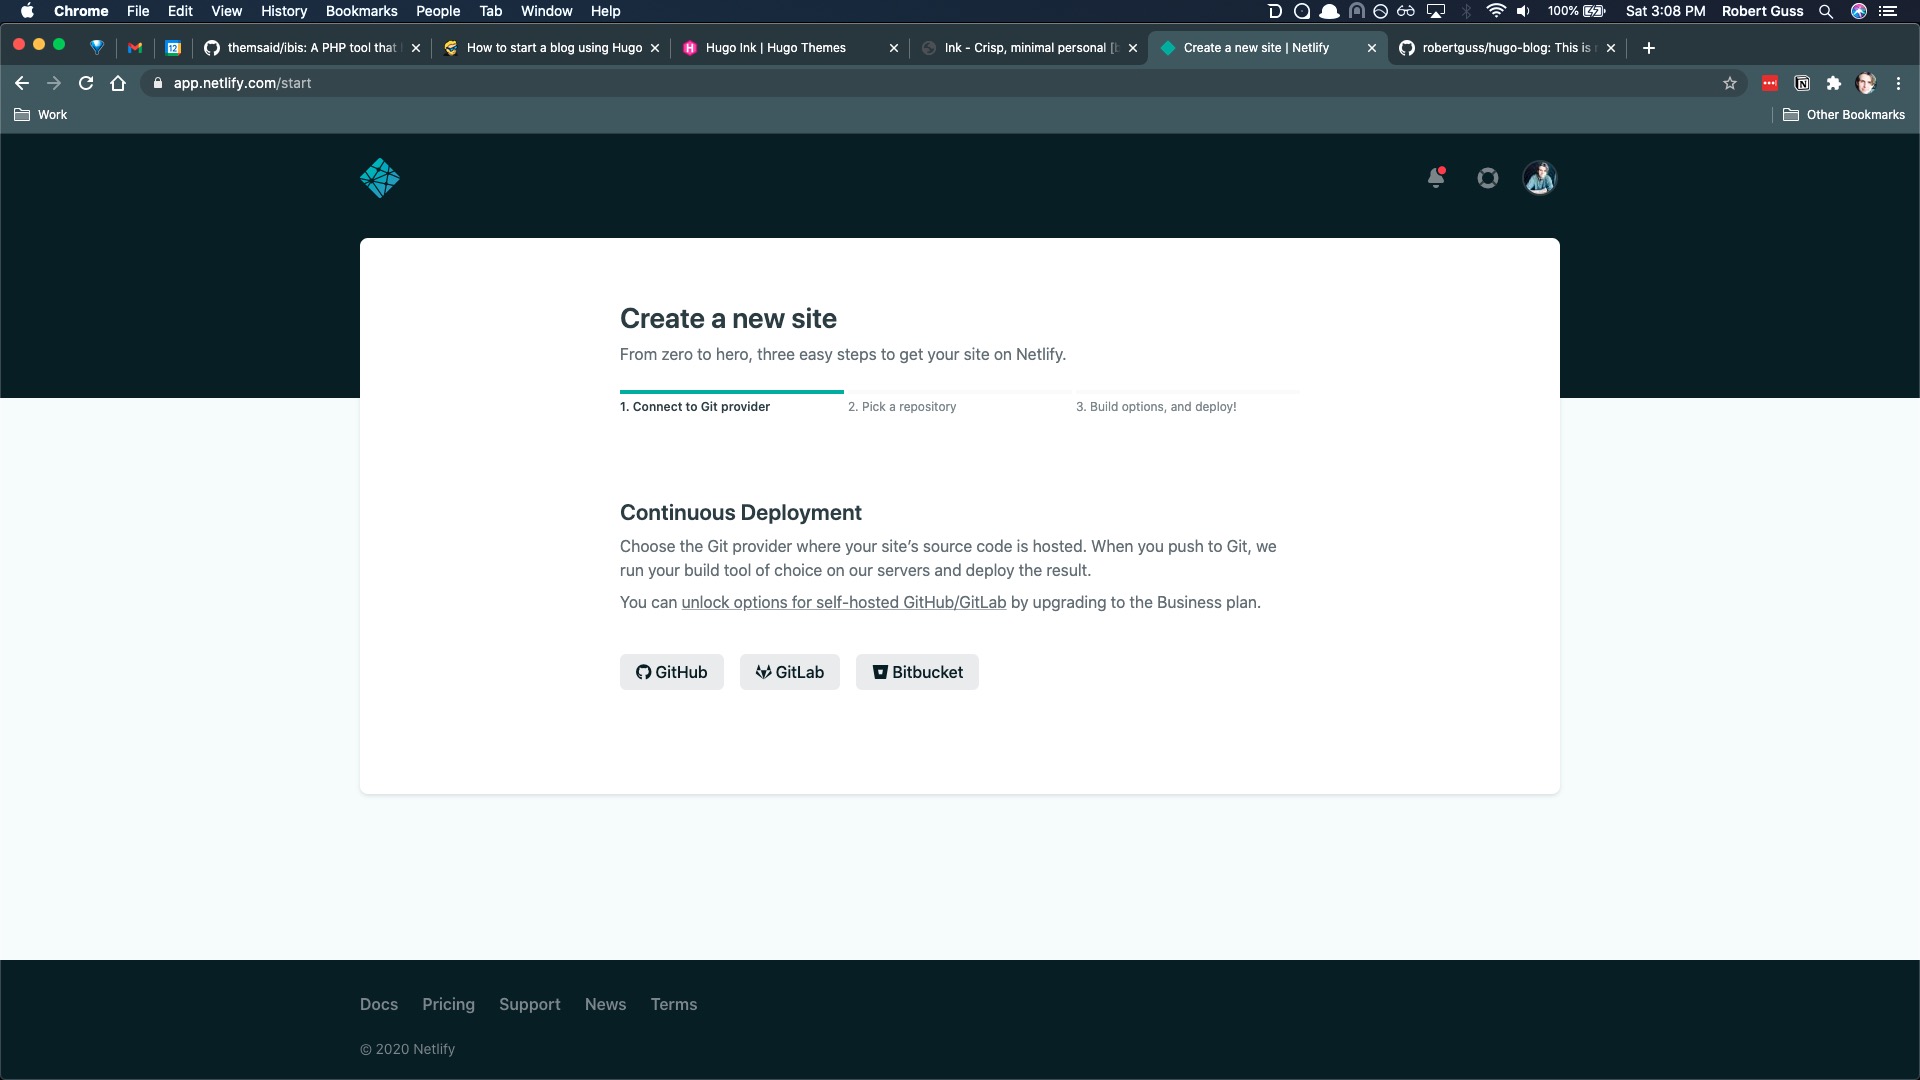 Chrome File Edit View History Bookmarks People Tab Window Help 100% Sat 3:08 PM Robert Guss
12 themsaid/ibis: A PHP tool that How to start a blog using Hugo Hugo Ink | Hugo Themes Ink - Crisp, minimal personal Create a new site | Netlify robertguss/hugo-blog: This is
app.netlify.com/start
Work Other Bookmarks
Create a new site
From zero to hero, three easy steps to get your site on Netlify.
1. Connect to Git provider 2. Pick a repository 3. Build options, and deploy!
Continuous Deployment
Choose the Git provider where your site’s source code is hosted. When you push to Git, we
run your build tool of choice on our servers and deploy the result.
You can unlock options for self-hosted GitHub/GitLab by upgrading to the Business plan.
GitHub GitLab Bitbucket
Docs Pricing Support News Terms
© 2020 Netlify